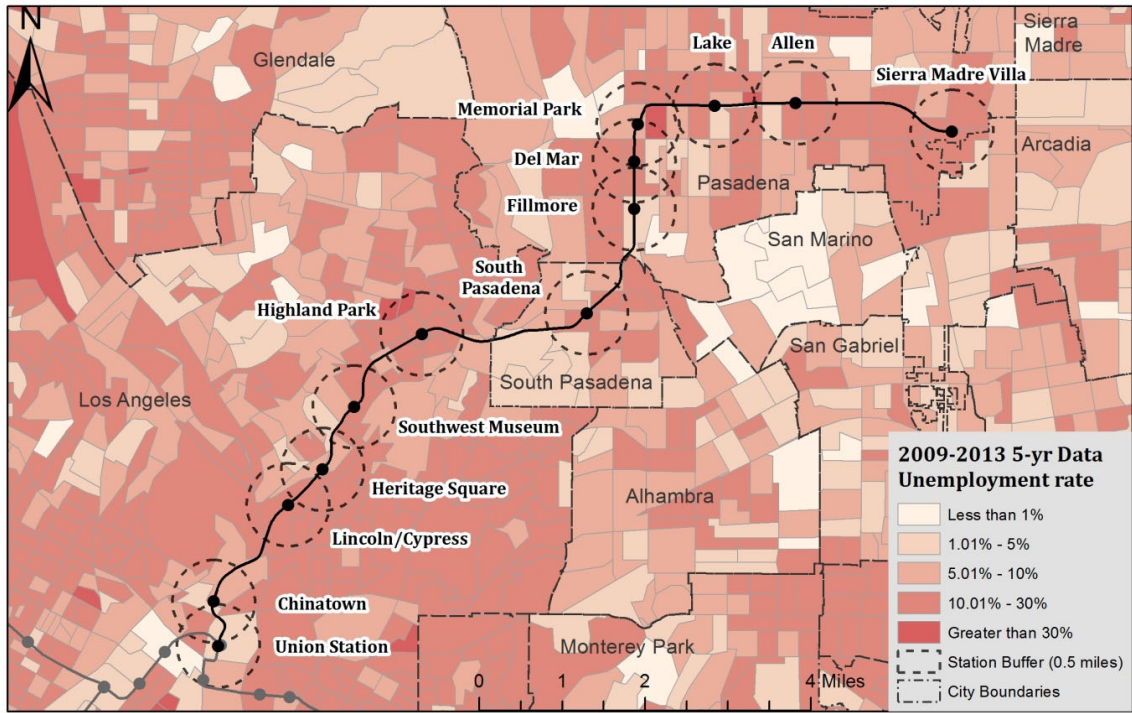 N
Glendale
Sierra
Madre
Lake
Allen
Sierra Madre Villa
Memorial Park
Arcadia
Del Mar
Pasadena
Fillmore
San Marino
South
Pasadena
Highland Park
San Gabriel
South Pasadena
Los Angeles
Southwest Museum
Heritage Square
Alhambra
Lincoln/Cypress
Chinatown
Union Station
Monterey Park
0
2
4 Miles
2009-2013 5-yr Data
Unemployment rate
Less than 1%
1.01% - 5%
5.01% - 10%
10.01% - 30%
Greater than 30%
Station Buffer (0.5 miles)
City Boundaries